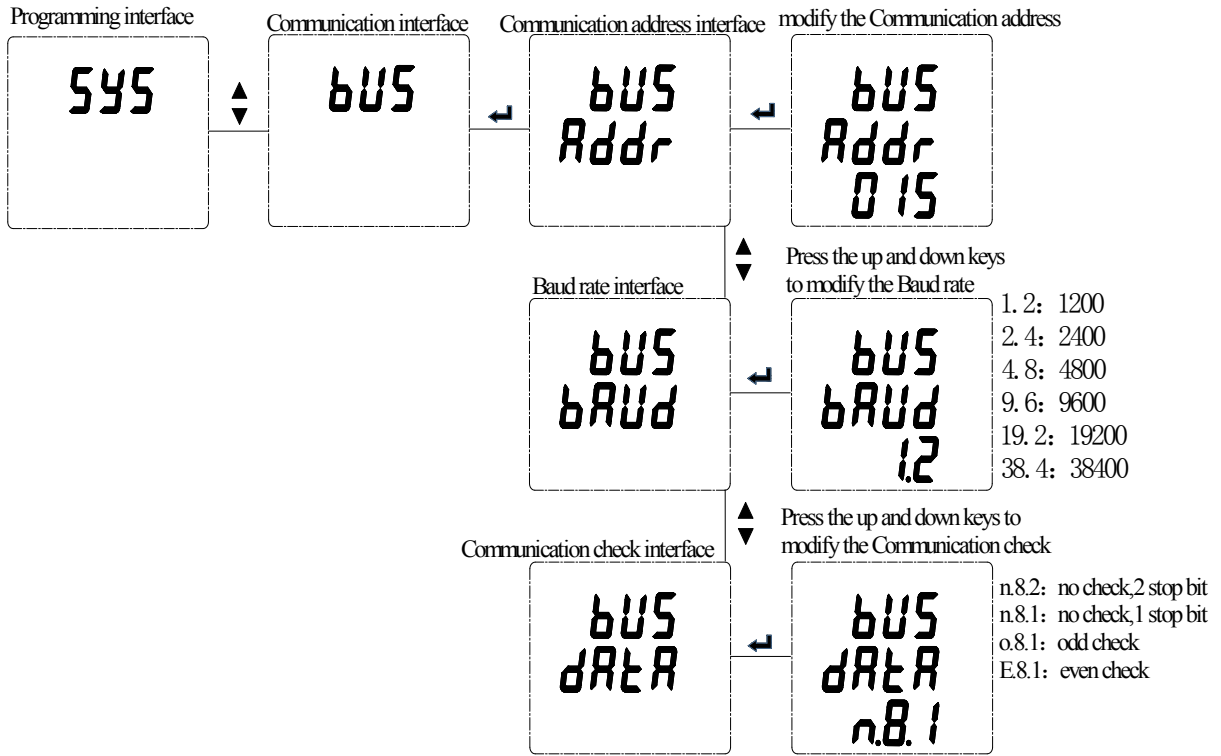 Programming interface
Communication interface
Communication address interface
modify the Communication address
SYS
bUS
bUS
Addr
bUS
Addr
015
Baud rate interface
Press the up and down keys
to modify the Baud rate
bUS
bAUd
bUS
bAUd
1.2
1.2：1200
2.4：2400
4.8：4800
9.6：9600
19.2：19200
38.4：38400
Communication check interface
Press the up and down keys to
modify the Communication check
bUS
dAtA
bUS
dAtA
n.8.1
n.8.2：no check,2 stop bit
n.8.1：no check,1 stop bit
o.8.1：odd check
E.8.1：even check